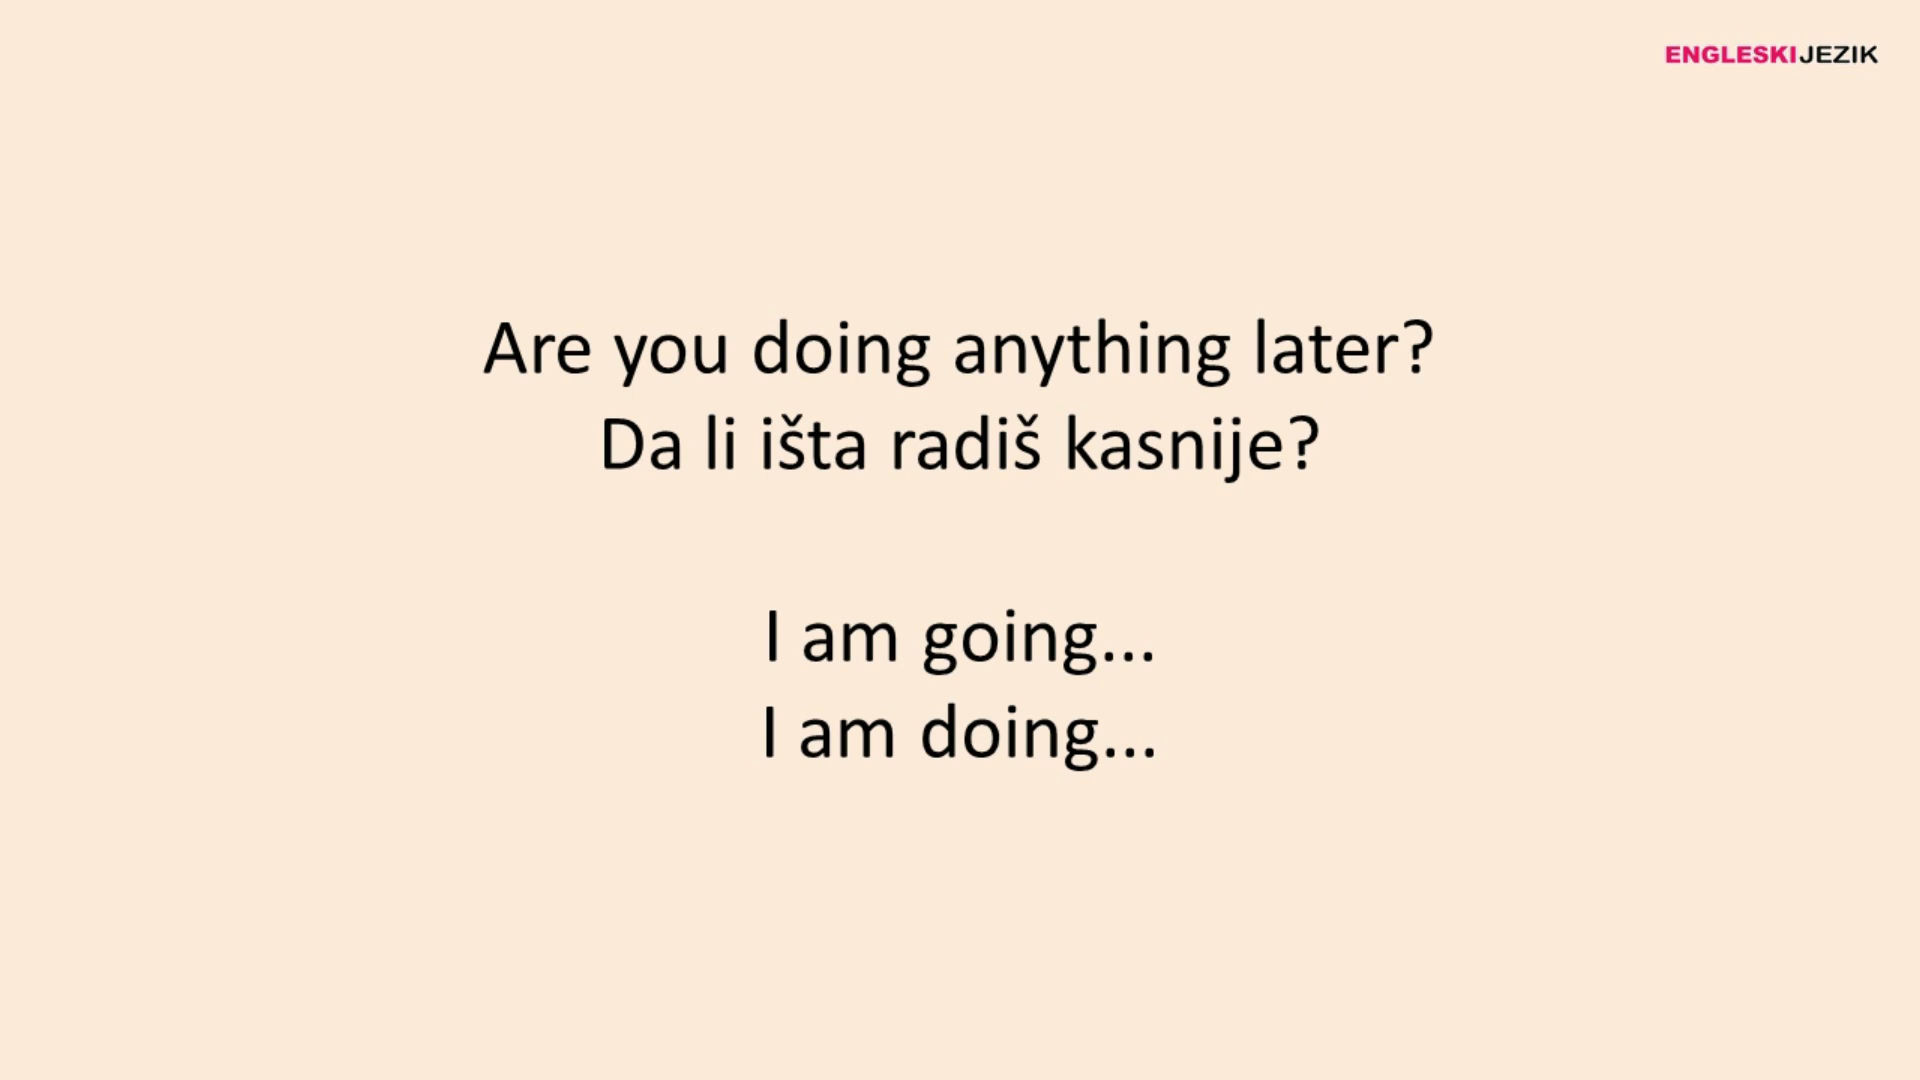 ENGLESKIJEZIK
Are you doing anything later?
Da li išta radiš kasnije?
I am going...
I am doing...